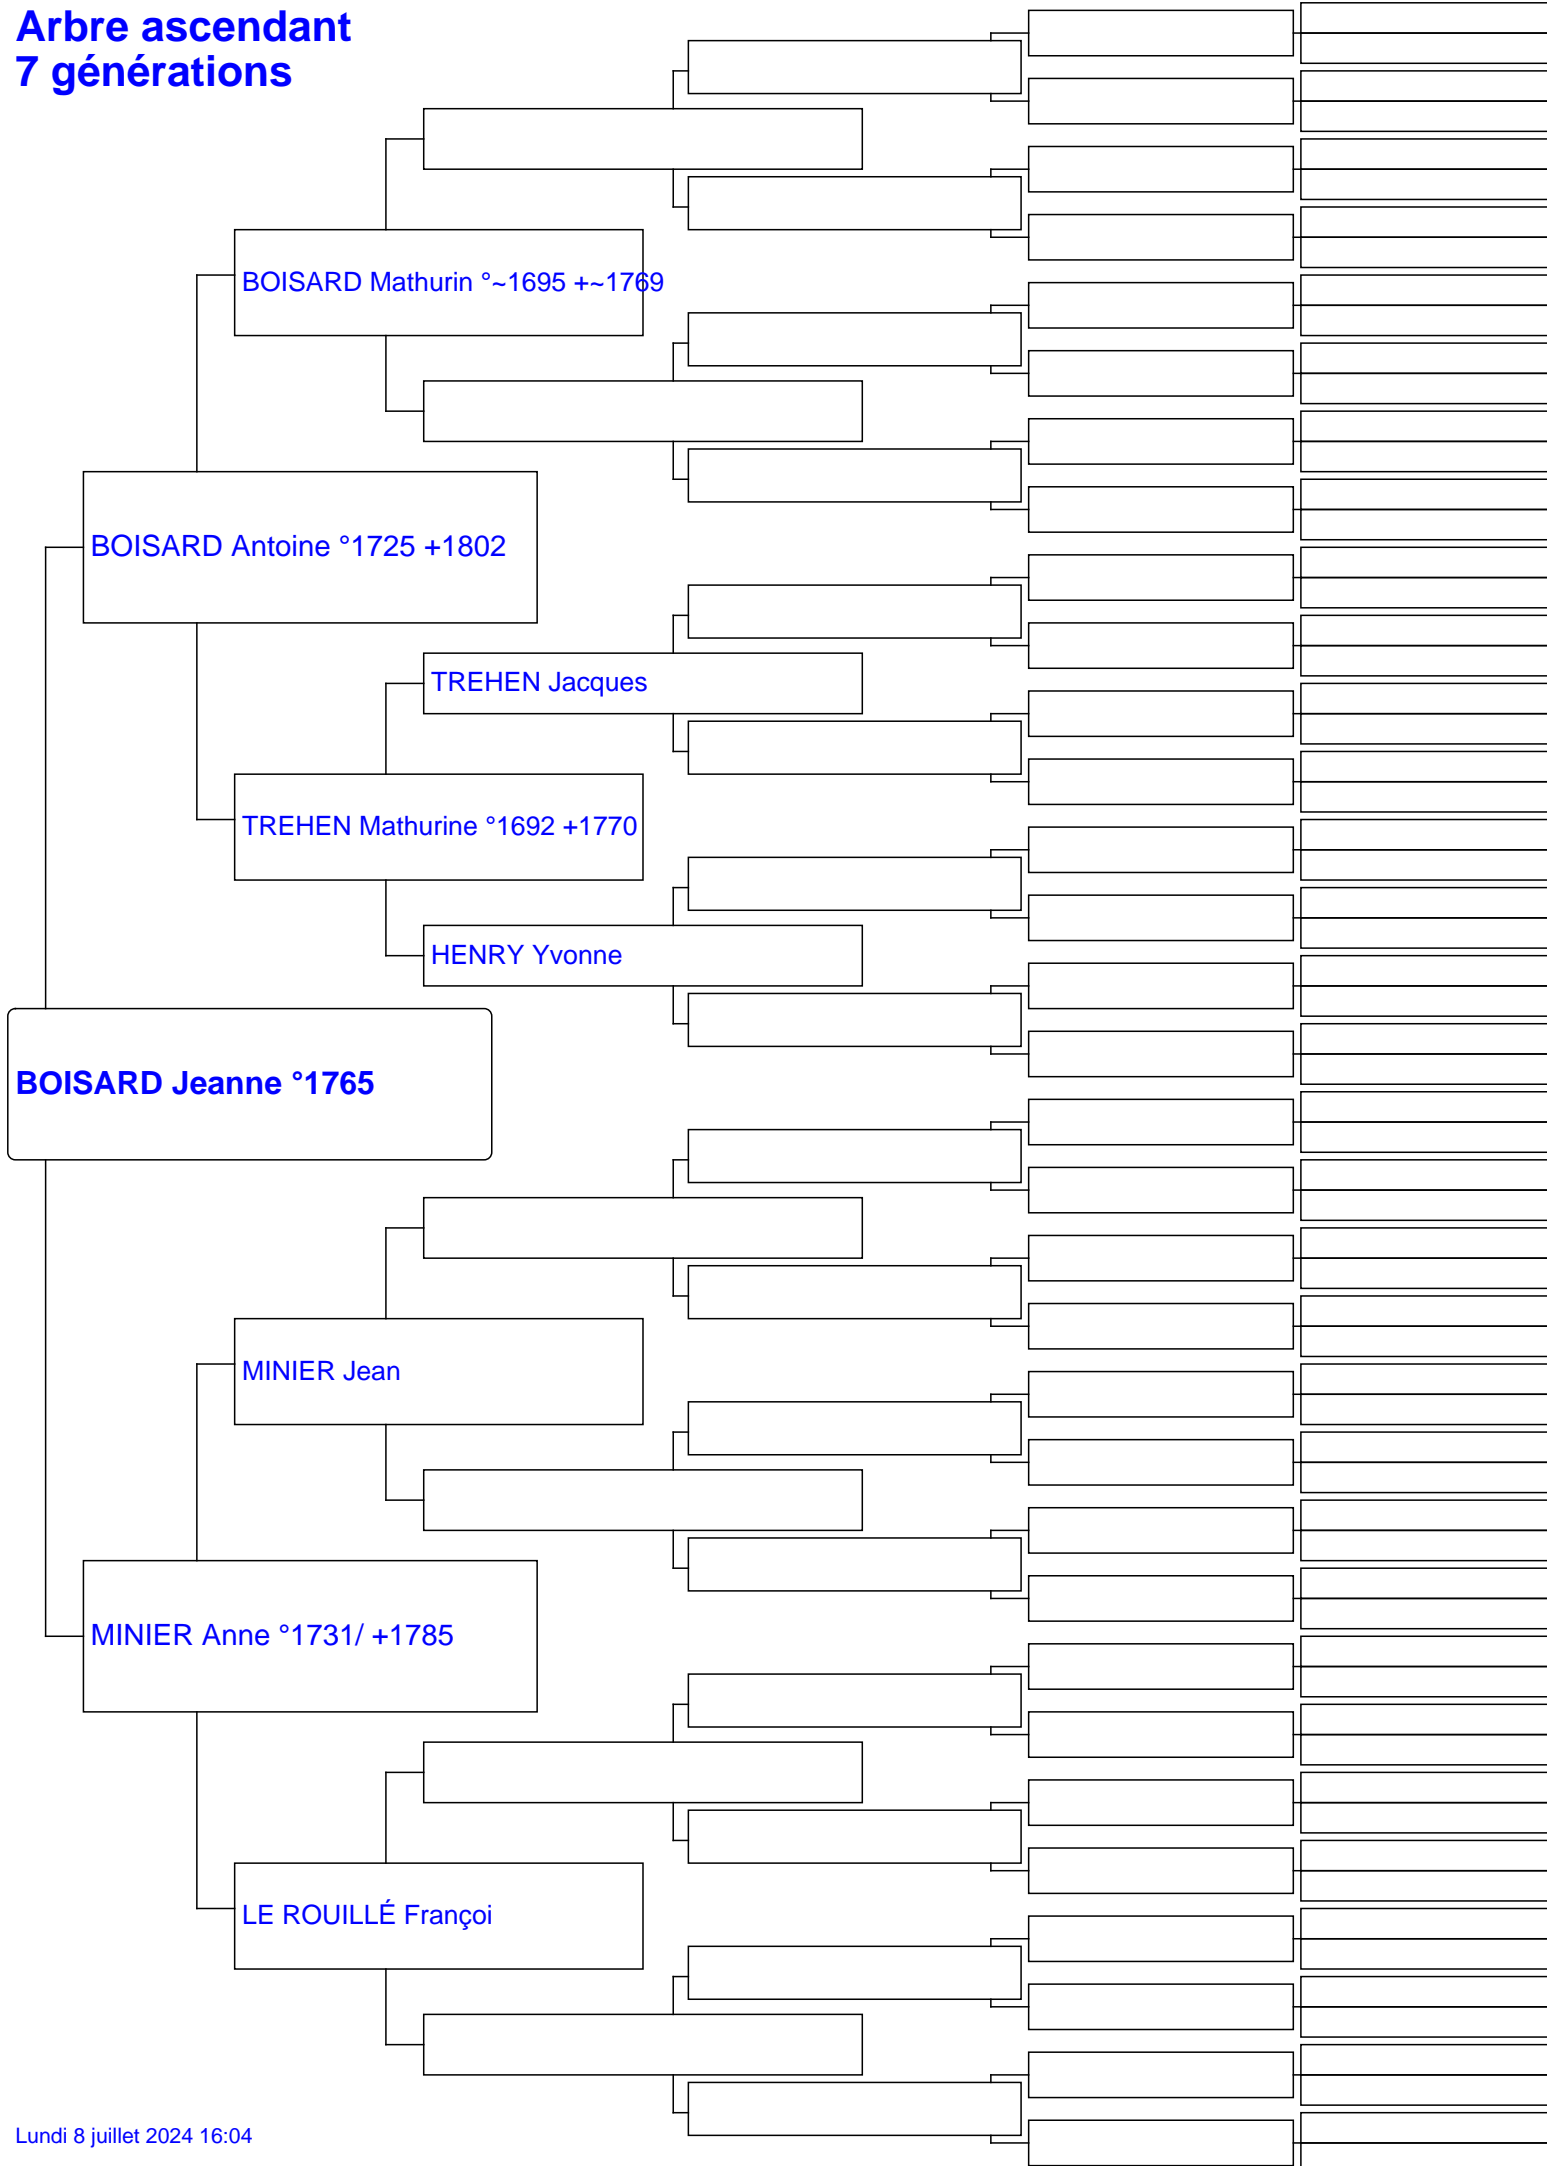 Arbre ascendant
7 générations
BOISARD Mathurin °~1695 +~1769
BOISARD Antoine °1725 +1802
TREHEN Jacques
TREHEN Mathurine °1692 +1770
HENRY Yvonne
BOISARD Jeanne °1765
MINIER Jean
MINIER Anne °1731/ +1785
LE ROUILLÉ Françoi
Lundi 8 juillet 2024 16:04